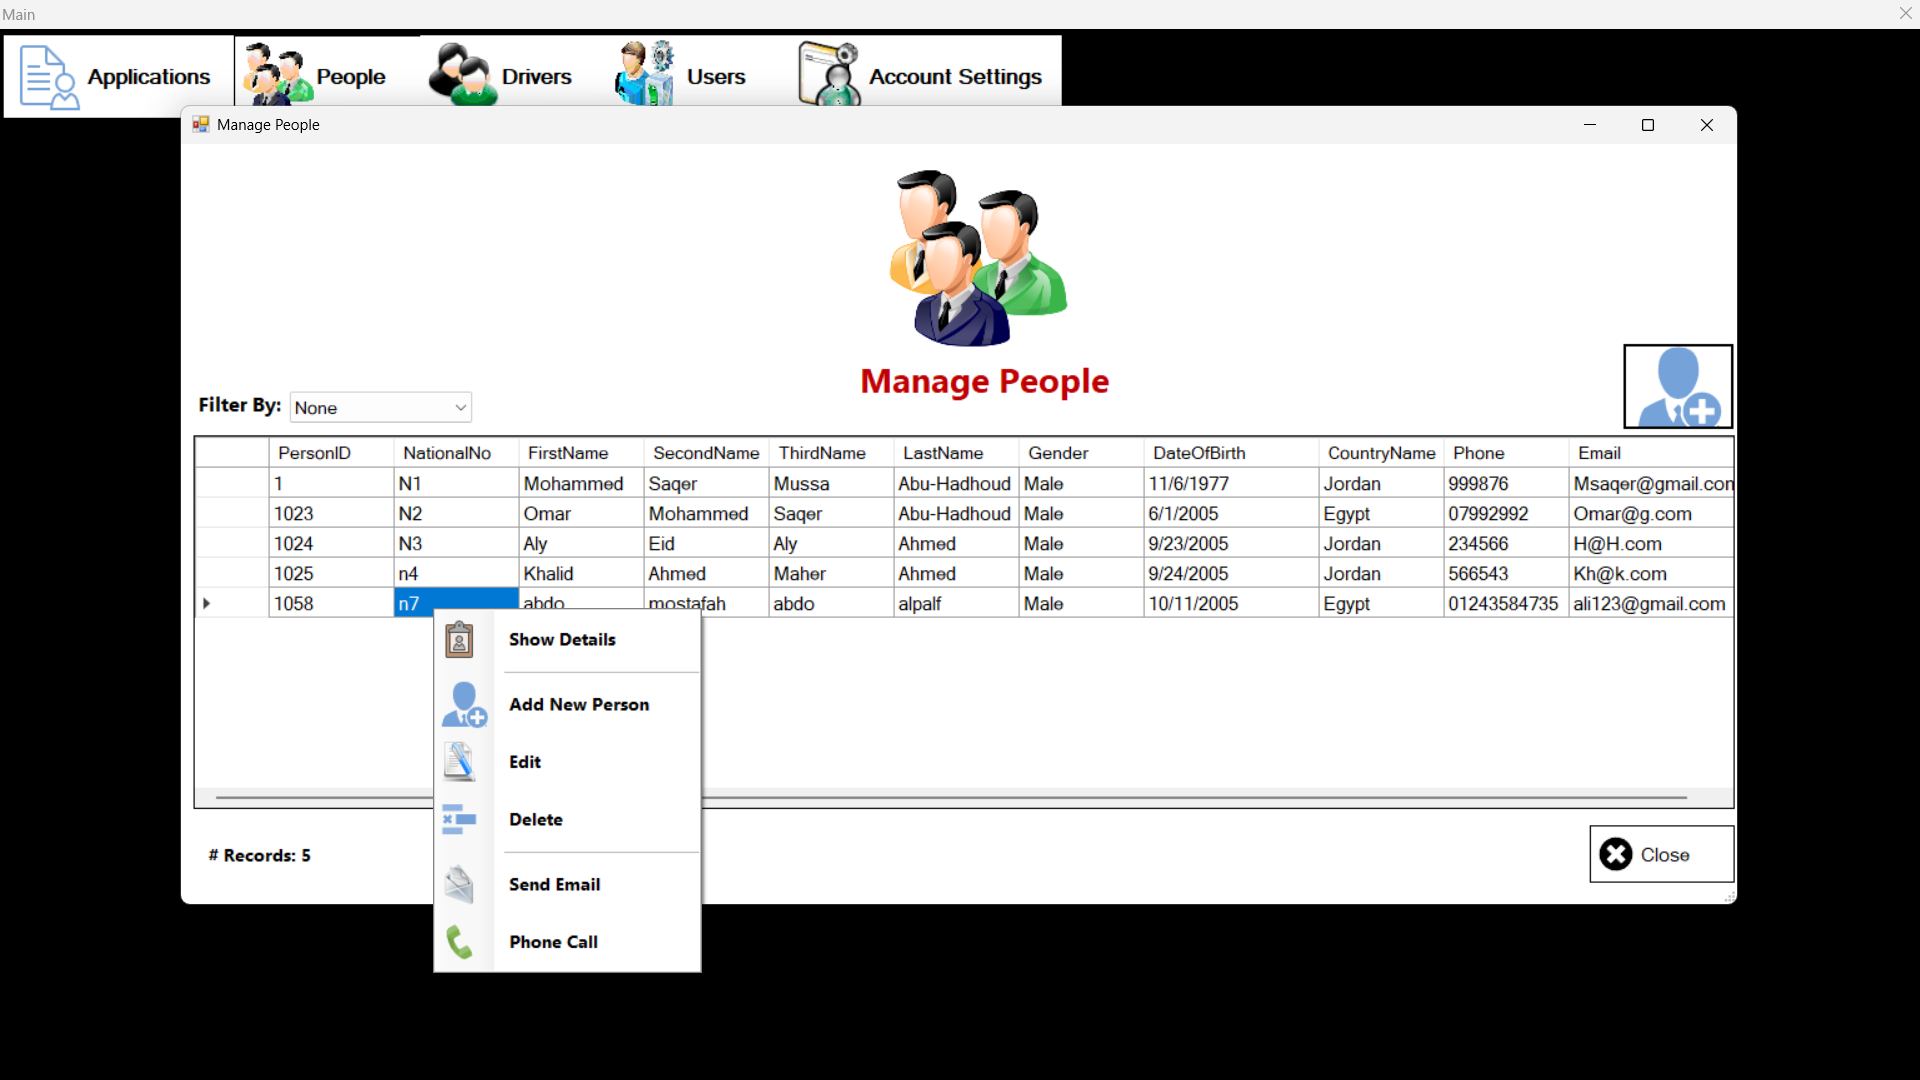 Main
Applications People Drivers Users Account Settings
Manage People
Manage People
Filter By: None
PersonID NationalNo FirstName SecondName ThirdName LastName Gender DateOfBirth CountryName Phone Email
1 N1 Mohammed Saqer Mussa Abu-Hadhoud Male 11/6/1977 Jordan 999876 Msaqer@gmail.com
1023 N2 Omar Mohammed Saqer Abu-Hadhoud Male 6/1/2005 Egypt 07992992 Omar@g.com
1024 N3 Aly Eid Aly Ahmed Male 9/23/2005 Jordan 234566 H@H.com
1025 n4 Khalid Ahmed Maher Ahmed Male 9/24/2005 Jordan 566543 Kh@k.com
1058 n7 abdo mostafah abdo alpalf Male 10/11/2005 Egypt 01243584735 ali123@gmail.com
Show Details
Add New Person
Edit
Delete
Send Email
Phone Call
# Records: 5
Close